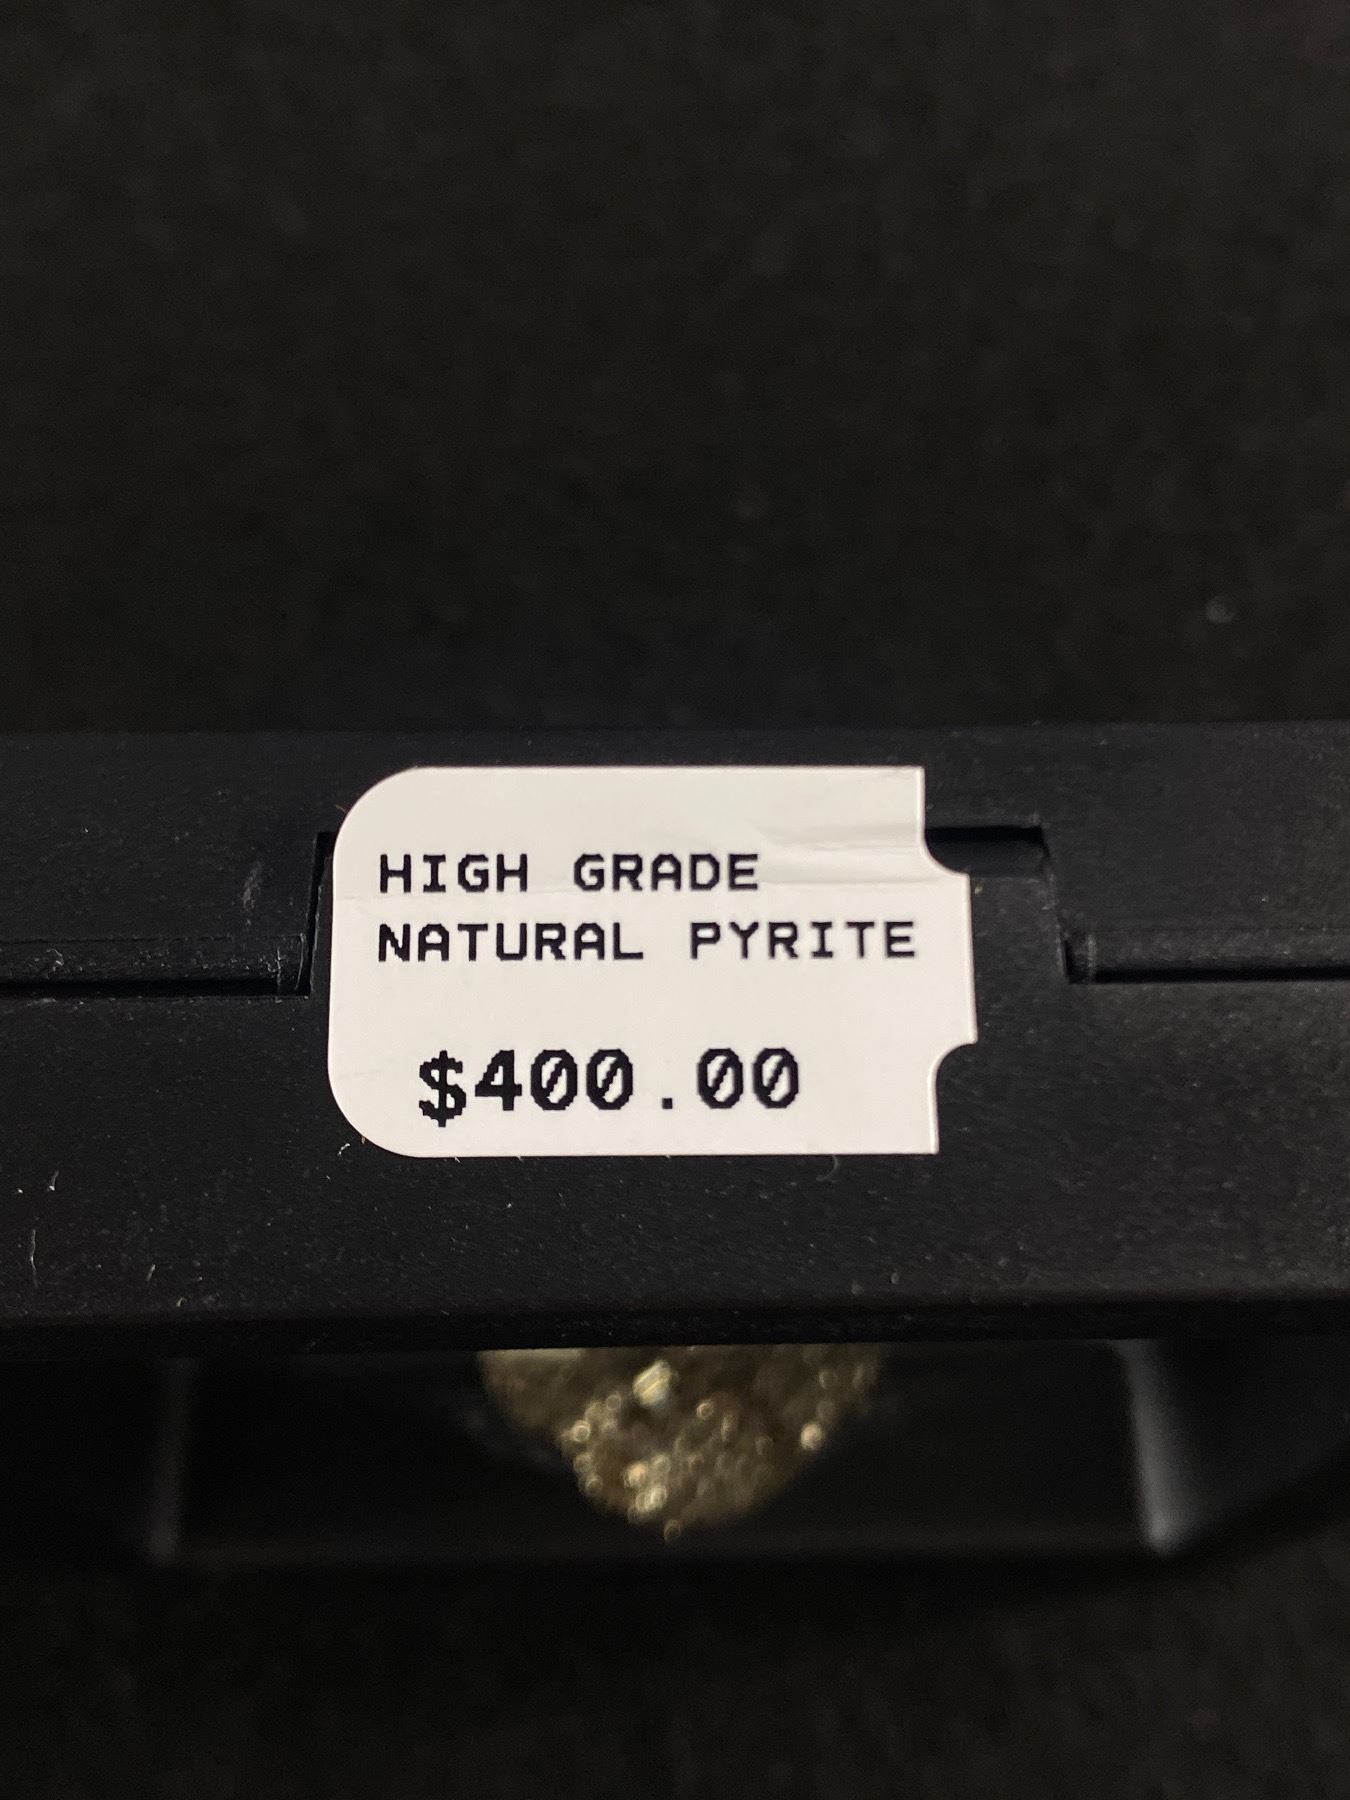 HIGH GRADE
NATURAL PYRITE
$400.00